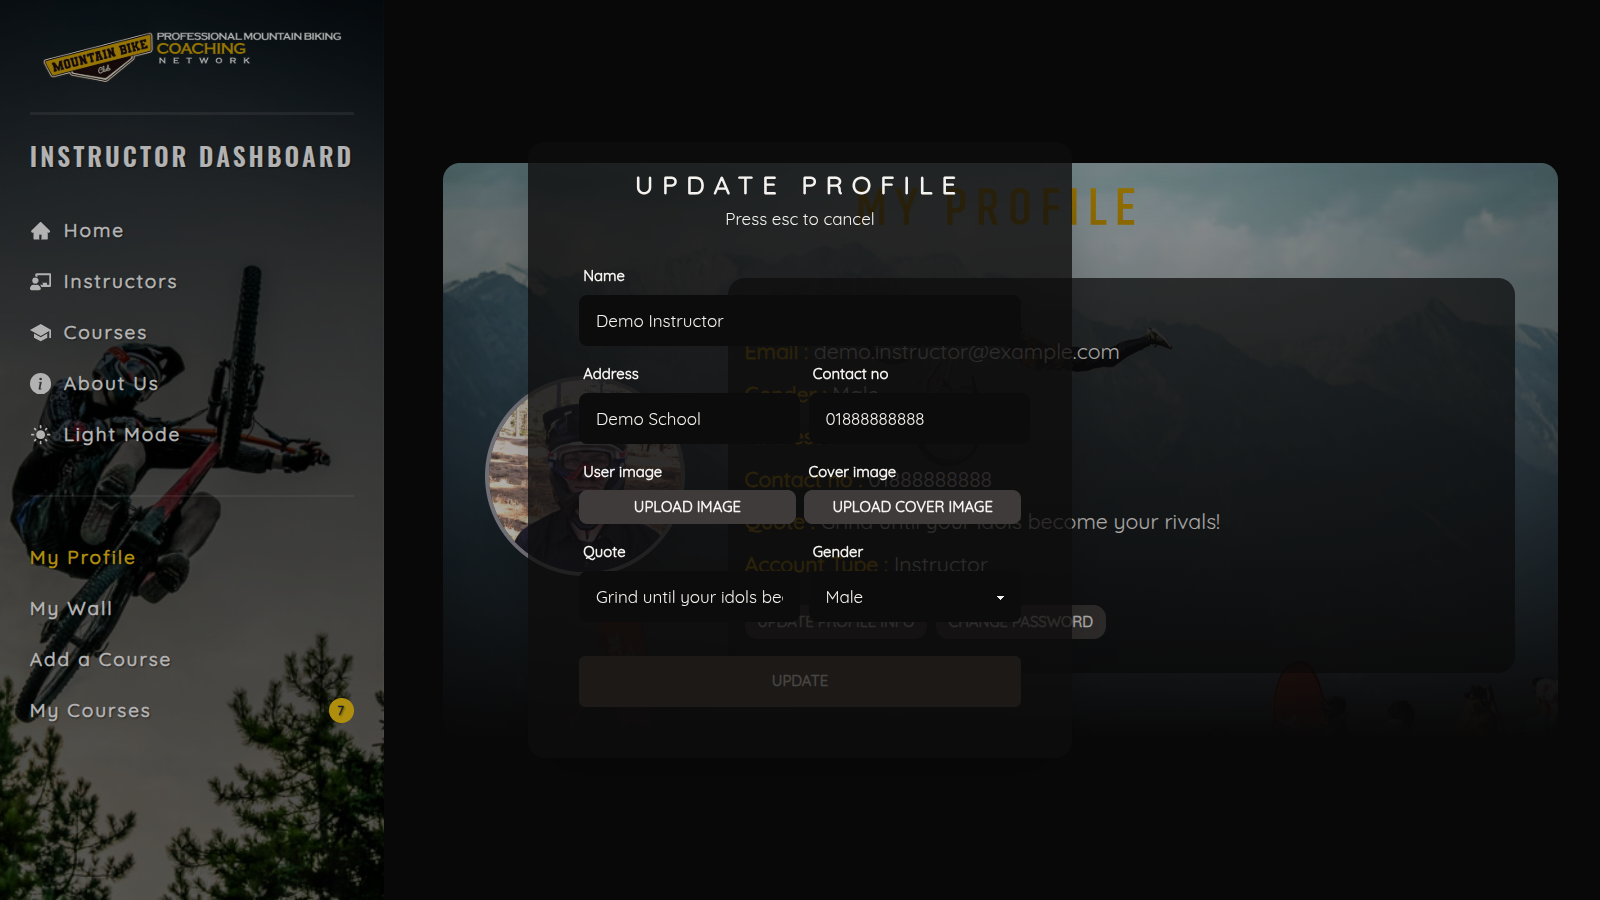 MOUNTAIN BIKE
Club
PROFESSIONAL MOUNTAIN BIKING
COACHING
NETWORK
INSTRUCTOR DASHBOARD
Home
Instructors
Courses
About Us
Light Mode
My Profile
My Wall
Add a Course
My Courses
7
MY PROFILE
Email : demo.instructor@example.com
Gender : Male
Contact no : 01888888888
Quote : Grind until your idols become your rivals!
Account Type : Instructor
UPDATE PROFILE INFO
CHANGE PASSWORD
UPDATE PROFILE
Press esc to cancel
Name
Demo Instructor
Address
Contact no
Demo School
01888888888
User image
Cover image
UPLOAD IMAGE
UPLOAD COVER IMAGE
Quote
Gender
Grind until your idols be
Male
UPDATE